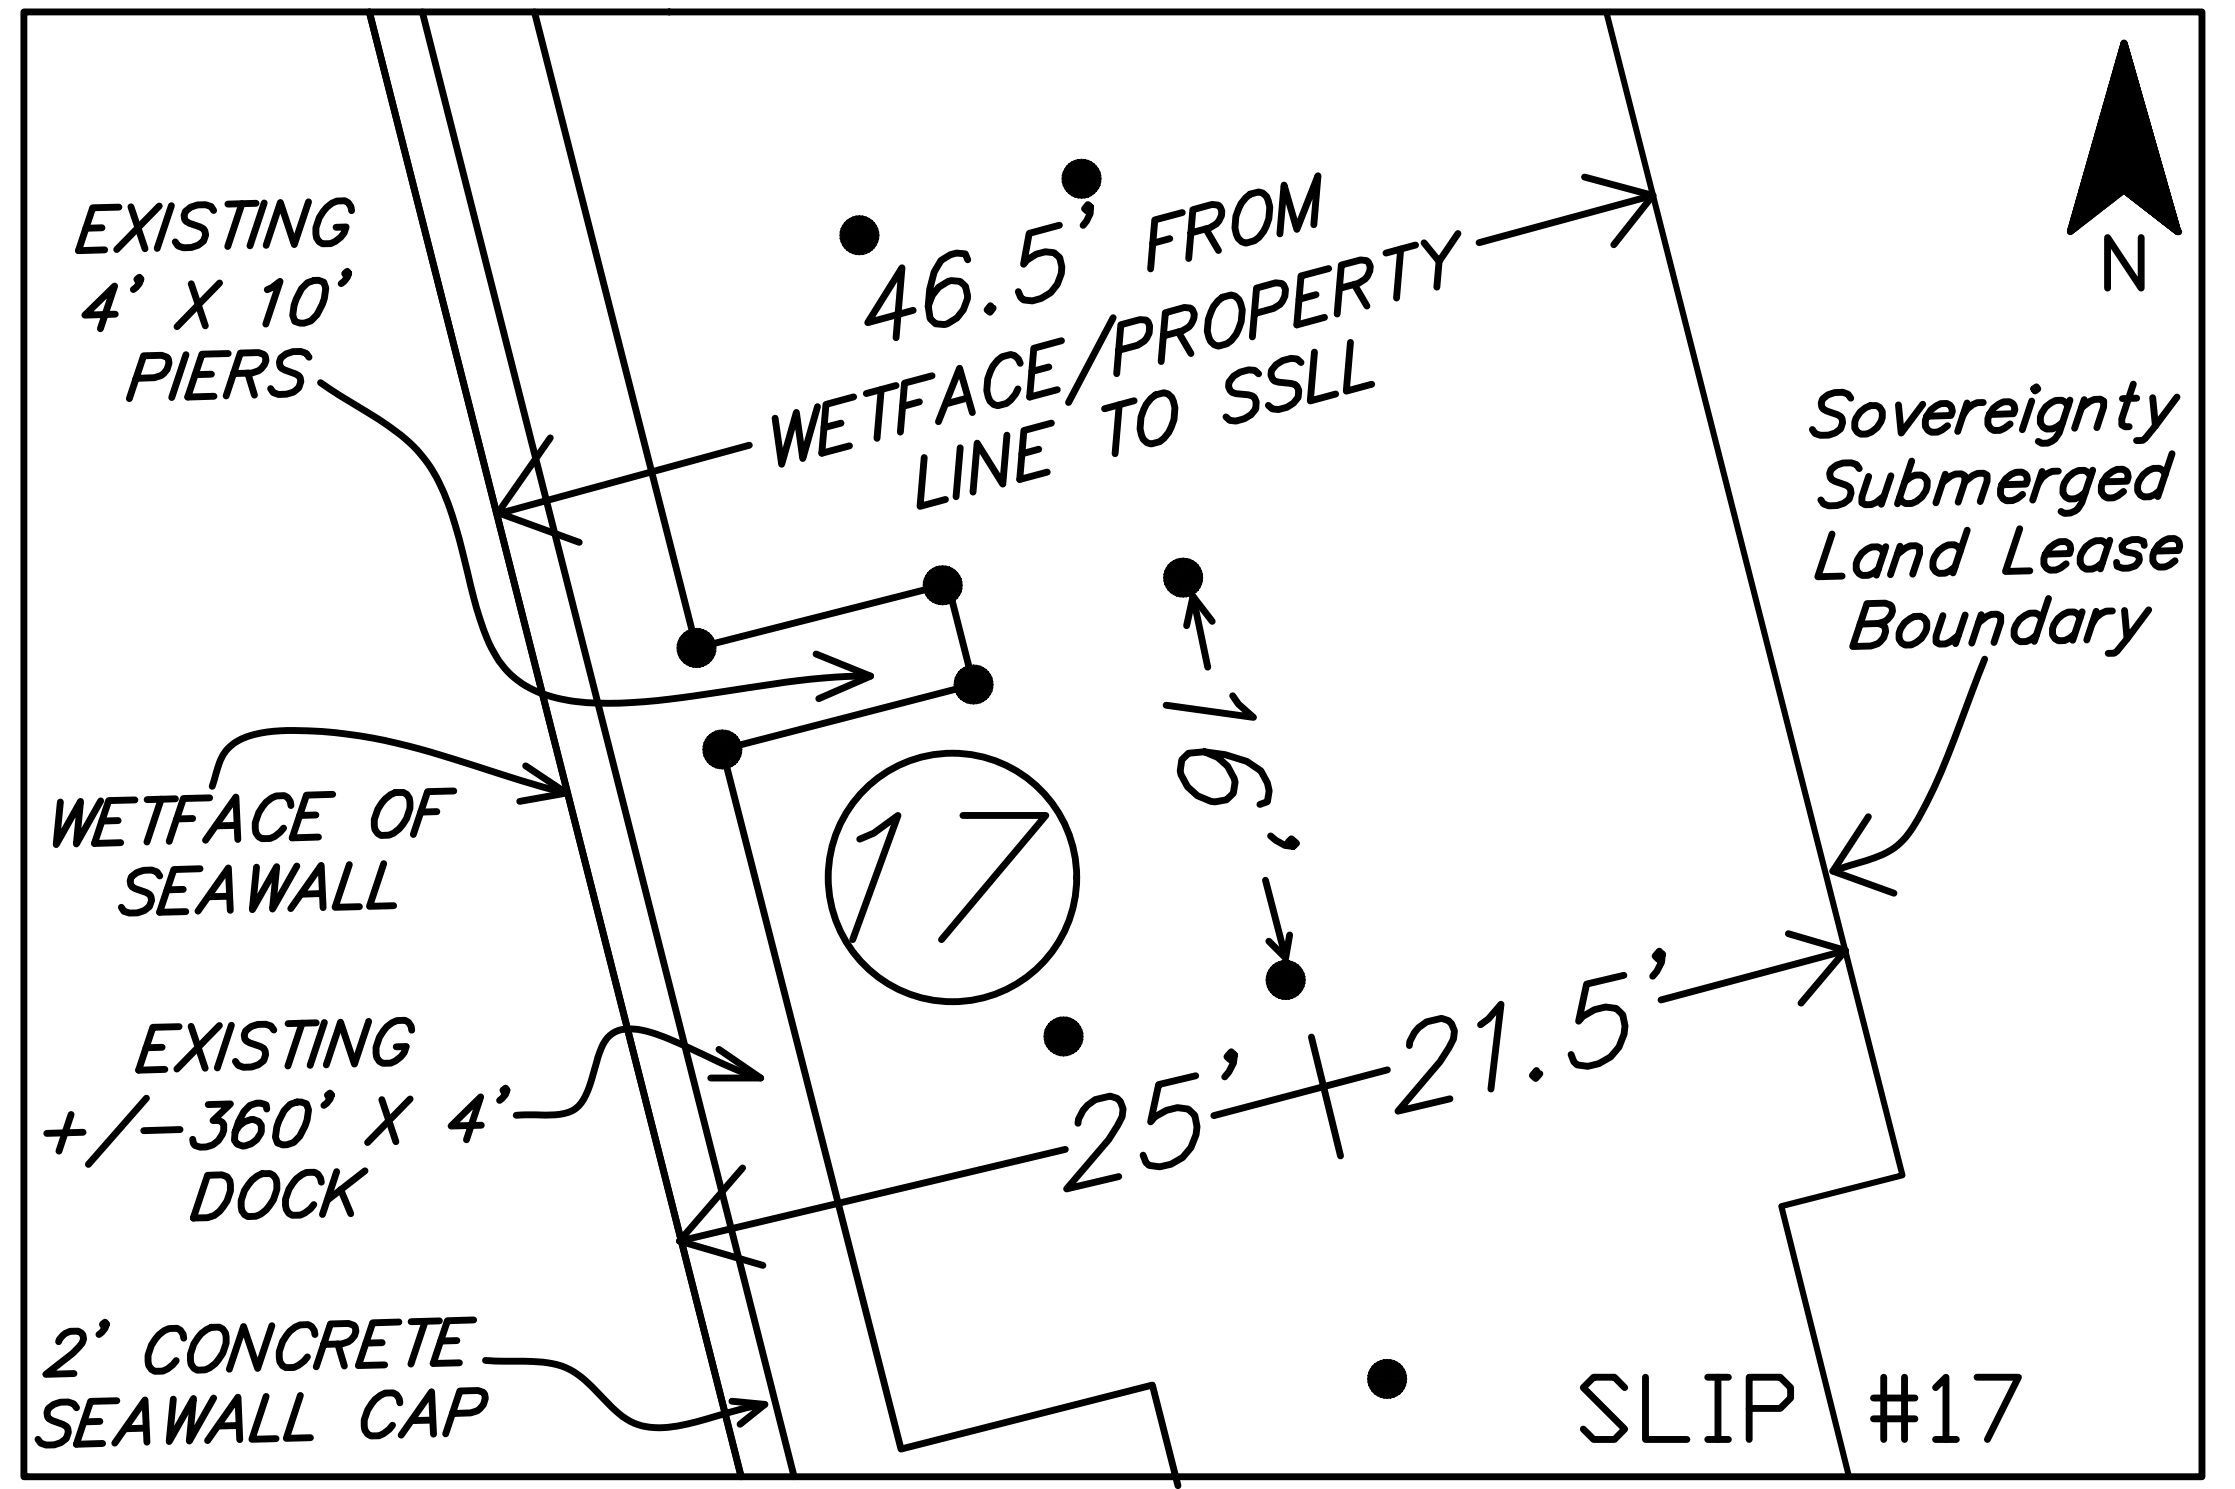 N
EXISTING
4' X 10'
PIERS
46.5' FROM
WETFACE/PROPERTY
LINE TO SSLL
Sovereignty
Submerged
Land Lease
Boundary
16'
WETFACE OF
SEAWALL
17
EXISTING
+/-360' X 4'
DOCK
25'
21.5'
2' CONCRETE
SEAWALL CAP
SLIP #17